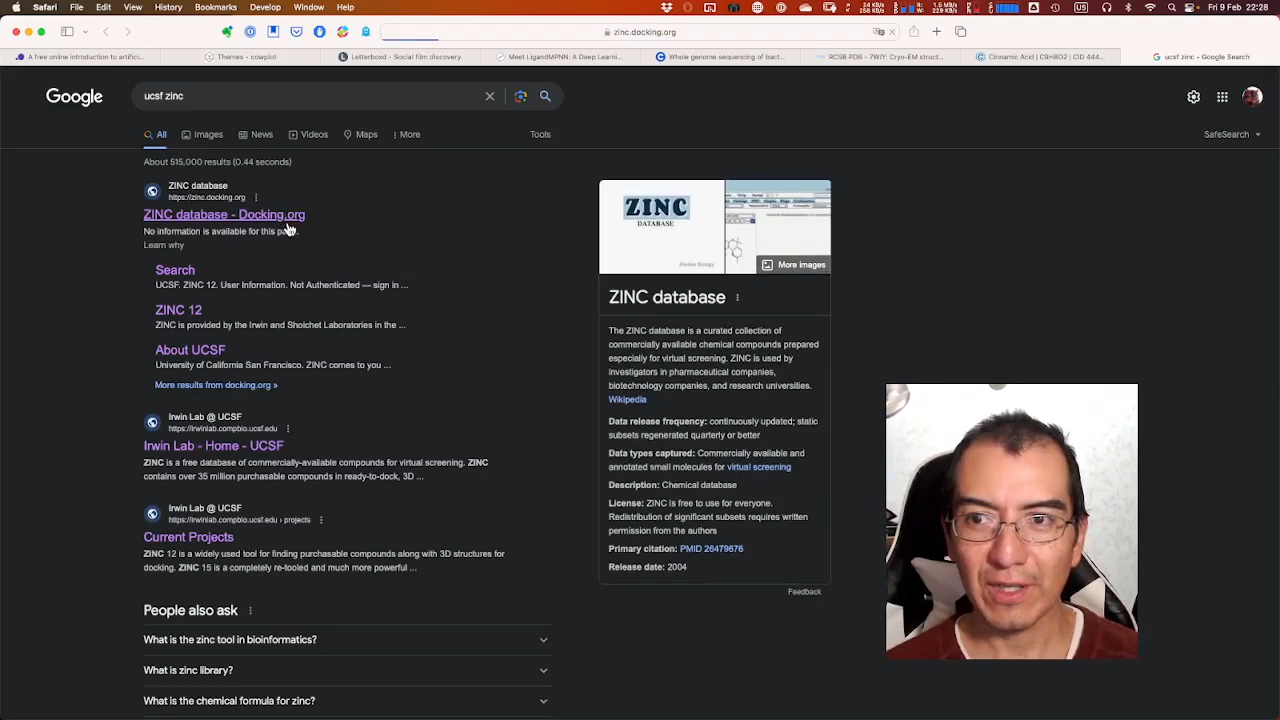 Safari File Edit View History Bookmarks Develop Window Help
24 KB/s
6 KB/s
US
Fri 9 Feb 22:28
zinc.docking.org
A free online introduction to artifici...
Themes • cowplot
Letterboxd • Social film discovery.
Meet LigandMPNN: A Deep Learni...
Whole genome sequencing of bact...
RCSB PDB - 7WIY: Cryo-EM struct...
Cinnamic Acid | C9H8O2 | CID 444...
ucsf zinc - Google Search
Google
ucsf zinc
All
Images
News
Videos
Maps
More
Tools
SafeSearch
About 515,000 results (0.44 seconds)
ZINC database
https://zinc.docking.org
ZINC database - Docking.org
No information is available for this
Learn why
Search
UCSF. ZINC 12. User Information. Not Authenticated — sign in ...
ZINC 12
ZINC is provided by the Irwin and Shoichet Laboratories in the ...
About UCSF
University of California San Francisco. ZINC comes to you ...
More results from docking.org »
Irwin Lab @ UCSF
https://irwinlab.compbio.ucsf.edu
Irwin Lab - Home - UCSF
ZINC is a free database of commercially-available compounds for virtual screening. ZINC
contains over 35 million purchasable compounds in ready-to-dock, 3D ...
Irwin Lab @ UCSF
https://irwinlab.compbio.ucsf.edu › projects
Current Projects
ZINC 12 is a widely used tool for finding purchasable compounds along with 3D structures for
docking. ZINC 15 is a completely re-tooled and much more powerful ...
People also ask
What is the zinc tool in bioinformatics?
What is zinc library?
What is the chemical formula for zinc?
ZINC
DATABASE
More images
ZINC database
The ZINC database is a curated collection of
commercially available chemical compounds prepared
especially for virtual screening. ZINC is used by
investigators in pharmaceutical companies,
biotechnology companies, and research universities.
Wikipedia
Data release frequency: continuously updated; static
subsets regenerated quarterly or better
Data types captured: Commercially available and
annotated small molecules for virtual screening
Description: Chemical database
License: ZINC is free to use for everyone.
Redistribution of significant subsets requires written
permission from the authors
Primary citation: PMID 26479676
Release date: 2004
Feedback